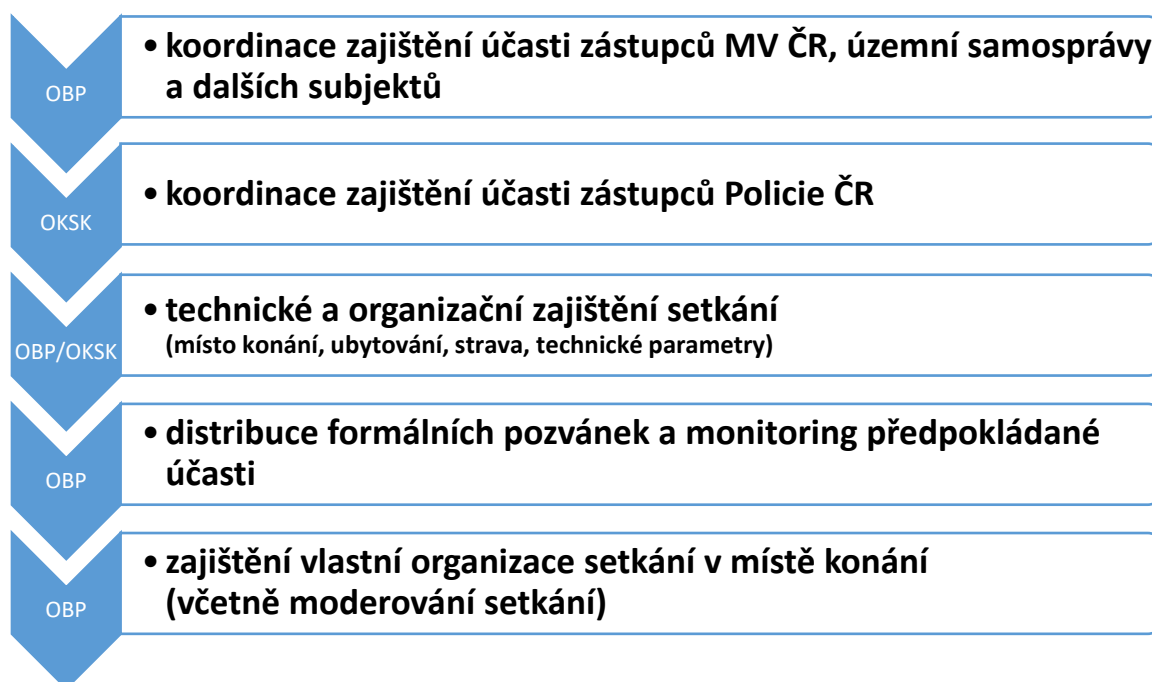 OBP
• koordinace zajištění účasti zástupců MV ČR, územní samosprávy
a dalších subjektů
OKSK
• koordinace zajištění účasti zástupců Policie ČR
OBP/OKSK
• technické a organizační zajištění setkání
(místo konání, ubytování, strava, technické parametry)
OBP
• distribuce formálních pozvánek a monitoring předpokládané
účasti
OBP
• zajištění vlastní organizace setkání v místě konání
(včetně moderování setkání)